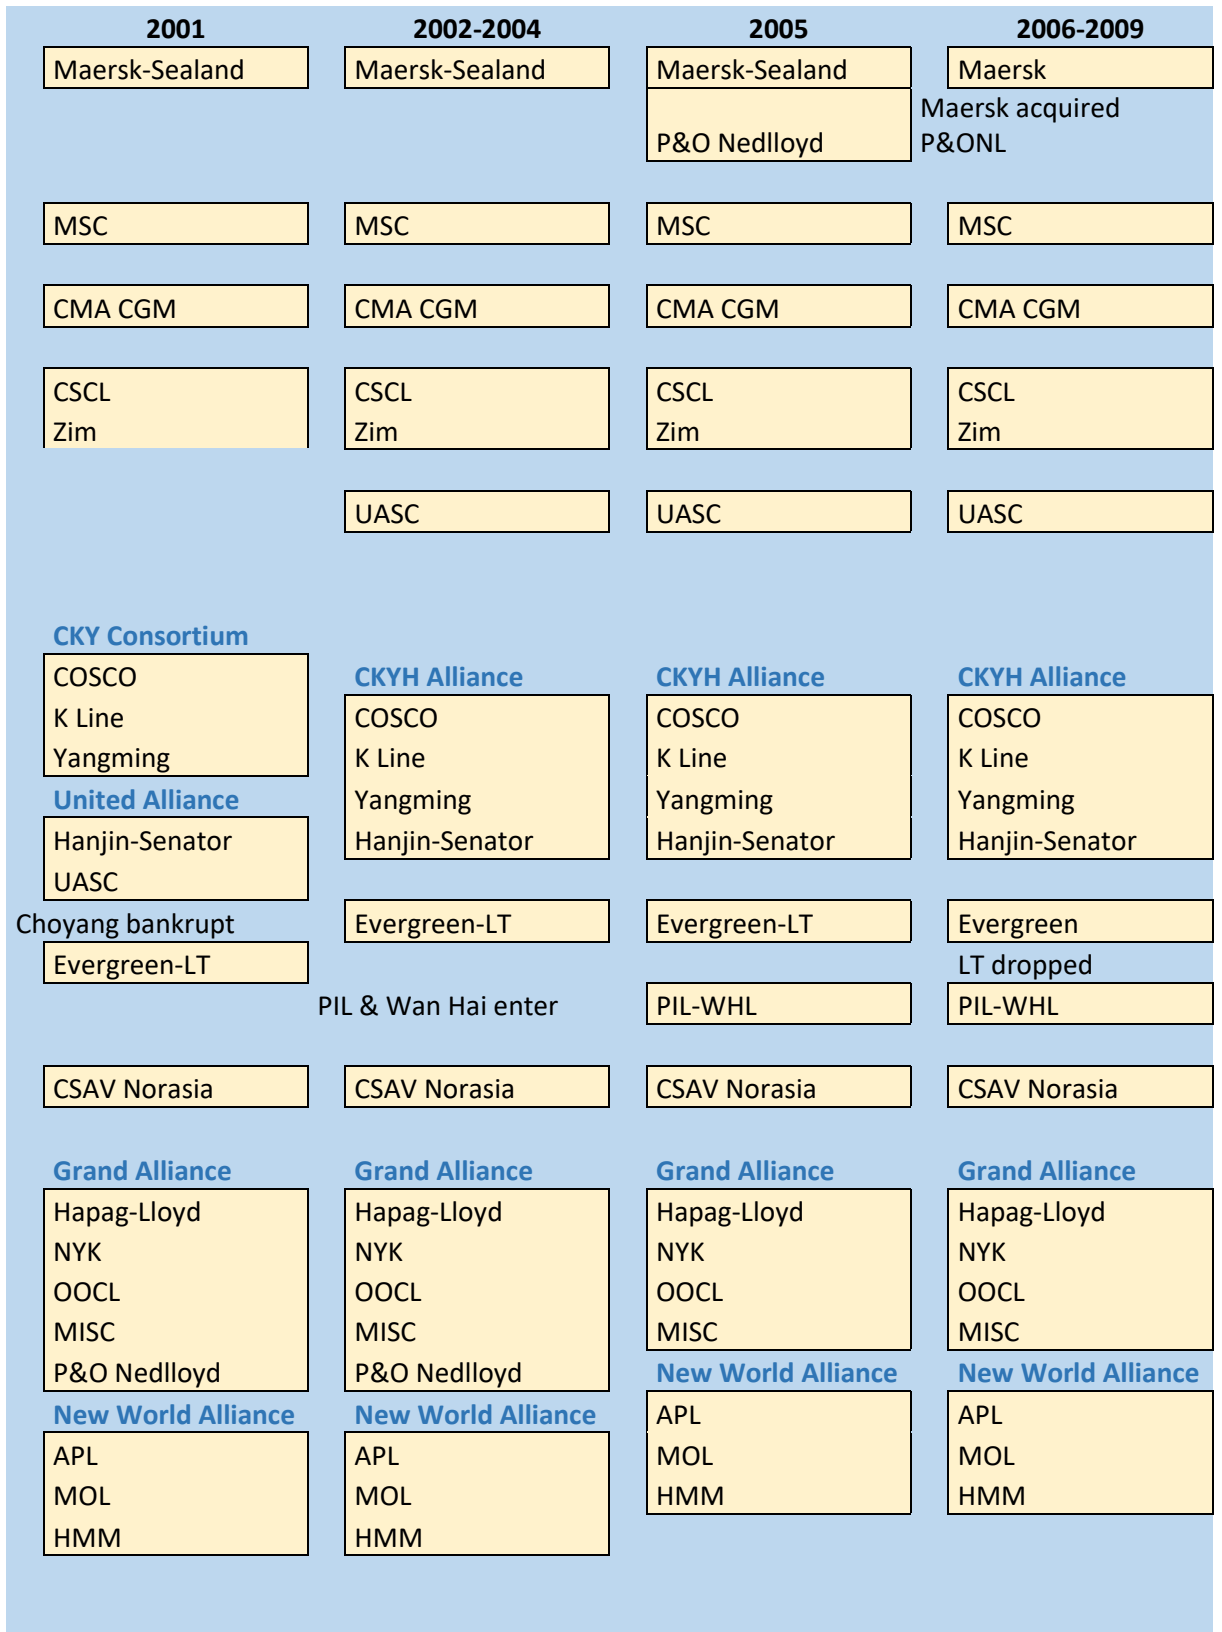 2001 2002-2004 2005 2006-2009
Maersk-Sealand Maersk-Sealand Maersk-Sealand Maersk
Maersk acquired
P&O Nedlloyd P&ONL
MSC MSC MSC MSC
CMA CGM CMA CGM CMA CGM CMA CGM
CSCL CSCL CSCL CSCL
Zim Zim Zim Zim
UASC UASC UASC
CKY Consortium
COSCO CKYH Alliance CKYH Alliance CKYH Alliance
K Line COSCO COSCO COSCO
Yangming K Line K Line K Line
United Alliance Yangming Yangming Yangming
Hanjin-Senator Hanjin-Senator Hanjin-Senator Hanjin-Senator
UASC
Choyang bankrupt Evergreen-LT Evergreen-LT Evergreen
Evergreen-LT LT dropped
PIL & Wan Hai enter PIL-WHL PIL-WHL
CSAV Norasia CSAV Norasia CSAV Norasia CSAV Norasia
Grand Alliance Grand Alliance Grand Alliance Grand Alliance
Hapag-Lloyd Hapag-Lloyd Hapag-Lloyd Hapag-Lloyd
NYK NYK NYK NYK
OOCL OOCL OOCL OOCL
MISC MISC MISC MISC
P&O Nedlloyd P&O Nedlloyd New World Alliance New World Alliance
New World Alliance New World Alliance APL APL
APL APL MOL MOL
MOL MOL HMM HMM
HMM HMM